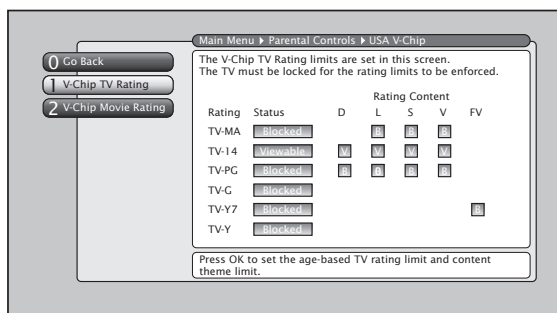 Main Menu ▶ Parental Controls ▶ USA V-Chip
0 Go Back
1 V-Chip TV Rating
2 V-Chip Movie Rating
The V-Chip TV Rating limits are set in this screen.
The TV must be locked for the rating limits to be enforced.
Rating Content
Rating Status D L S V FV
TV-MA Blocked B B B
TV-14 Viewable V V V V
TV-PG Blocked B B B B
TV-G Blocked
TV-Y7 Blocked B
TV-Y Blocked
Press OK to set the age-based TV rating limit and content
theme limit.